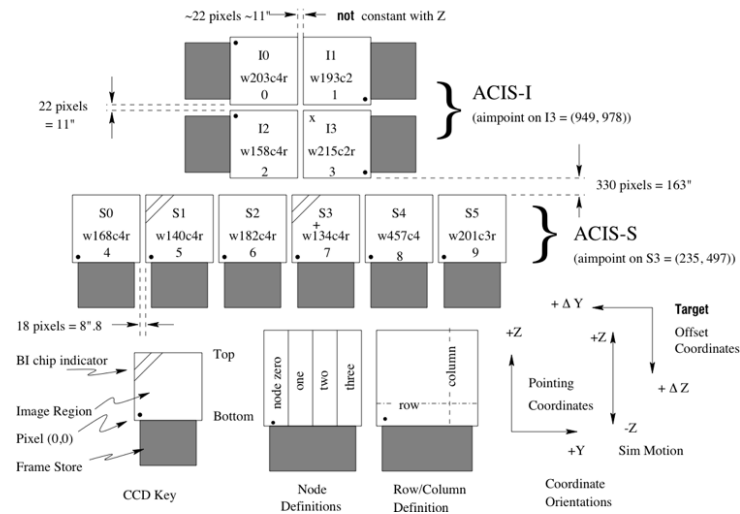 ~22 pixels ~11" not constant with Z
I0
w203c4r
0
I1
w193c2
1
22 pixels
= 11"
I2
w158c4r
2
x
I3
w215c2r
3
} ACIS-I
(aimpoint on I3 = (949, 978))
330 pixels = 163"
S0
w168c4r
4
S1
w140c4r
5
S2
w182c4r
6
S3
+
w134c4r
7
S4
w457c4
8
S5
w201c3r
9
} ACIS-S
(aimpoint on S3 = (235, 497))
18 pixels = 8".8
BI chip indicator
Image Region
Pixel (0,0)
Frame Store
Top
Bottom
CCD Key
node zero
one
two
three
Node
Definitions
column
row
Row/Column
Definition
+Z
Pointing
Coordinates
+Y
+ Δ Y
Target
Offset
Coordinates
+ Δ Z
+Z
-Z
Sim Motion
Coordinate
Orientations